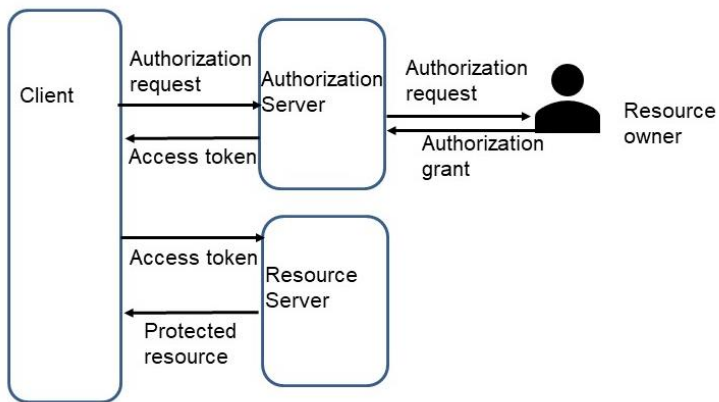 Client
Authorization
request
Access token
Authorization
Server
Authorization
request
Authorization
grant
Resource
owner
Access token
Protected
resource
Resource
Server